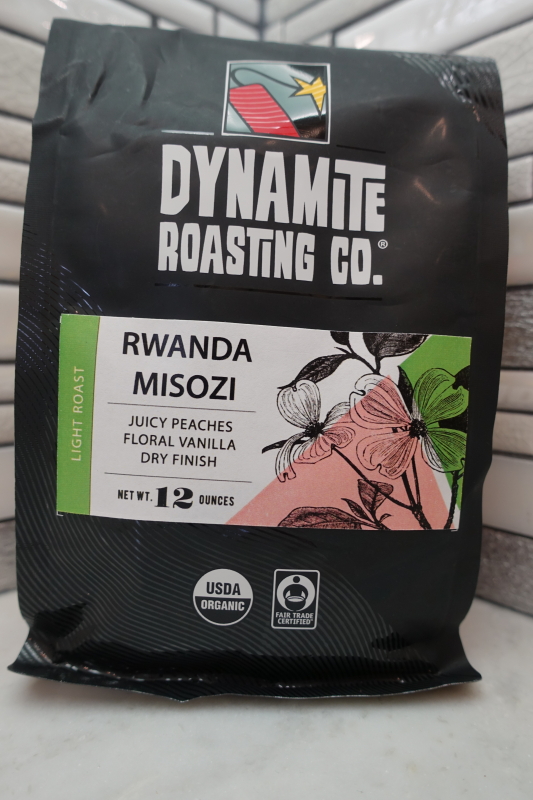 DYNAMITE
ROASTING CO.®
LIGHT ROAST
RWANDA
MISOZI
JUICY PEACHES
FLORAL VANILLA
DRY FINISH
NET WT. 12 OUNCES
USDA
ORGANIC
FAIR TRADE
CERTIFIED